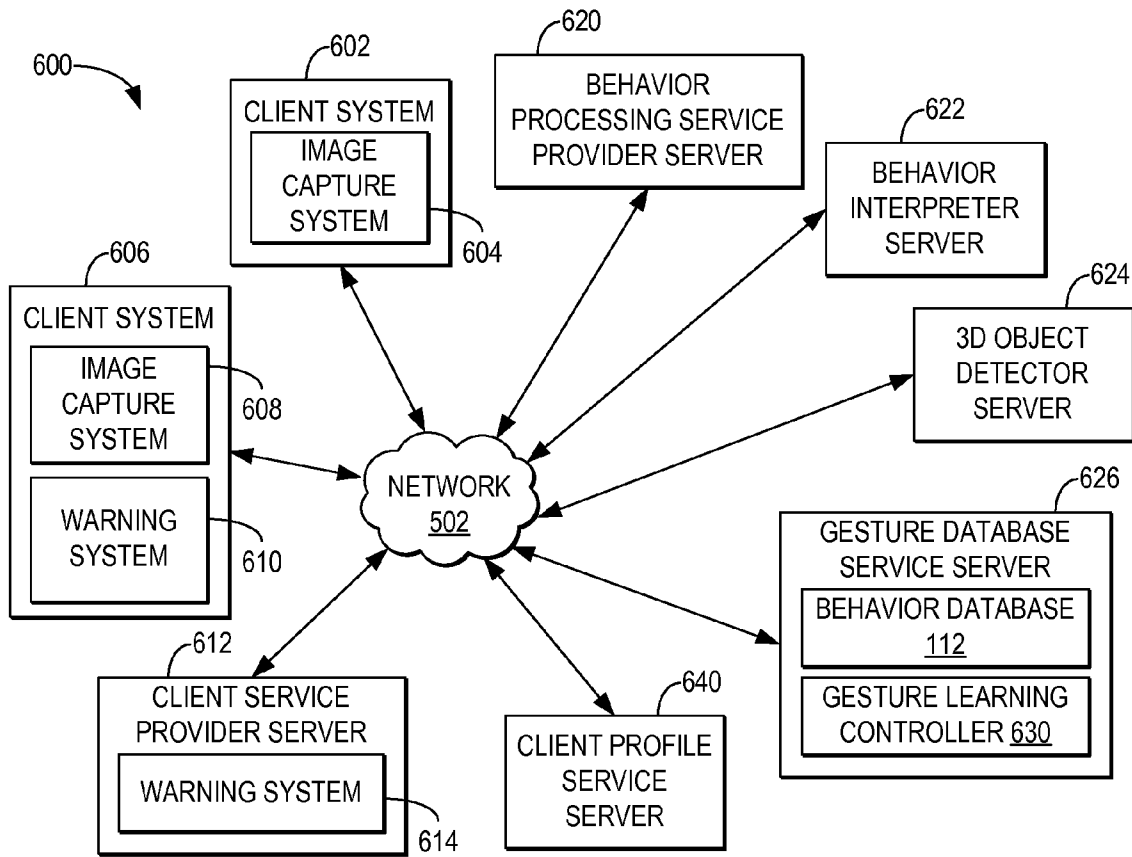 600
602
CLIENT SYSTEM
IMAGE
CAPTURE
SYSTEM
604
620
BEHAVIOR
PROCESSING SERVICE
PROVIDER SERVER
622
BEHAVIOR
INTERPRETER
SERVER
606
CLIENT SYSTEM
IMAGE
CAPTURE
SYSTEM
608
WARNING
SYSTEM
610
624
3D OBJECT
DETECTOR
SERVER
NETWORK
502
626
GESTURE DATABASE
SERVICE SERVER
BEHAVIOR DATABASE
112
GESTURE LEARNING
CONTROLLER 630
612
CLIENT SERVICE
PROVIDER SERVER
WARNING SYSTEM
614
640
CLIENT PROFILE
SERVICE
SERVER